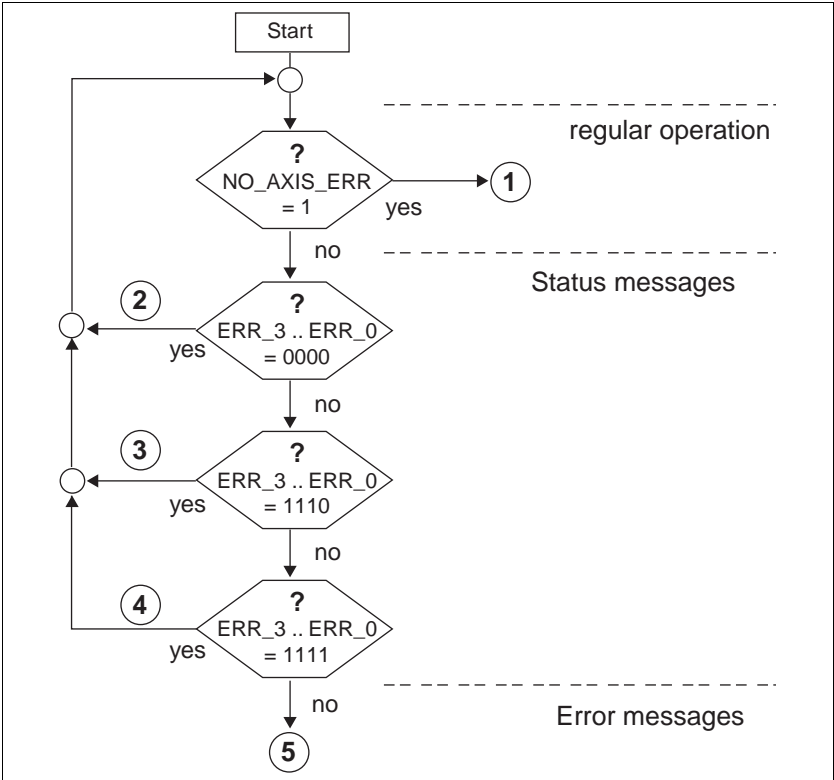 Start
regular operation
?
NO_AXIS_ERR
= 1
yes
1
no
Status messages
2
?
ERR_3 .. ERR_0
= 0000
yes
no
3
?
ERR_3 .. ERR_0
= 1110
yes
no
4
?
ERR_3 .. ERR_0
= 1111
yes
no
Error messages
5